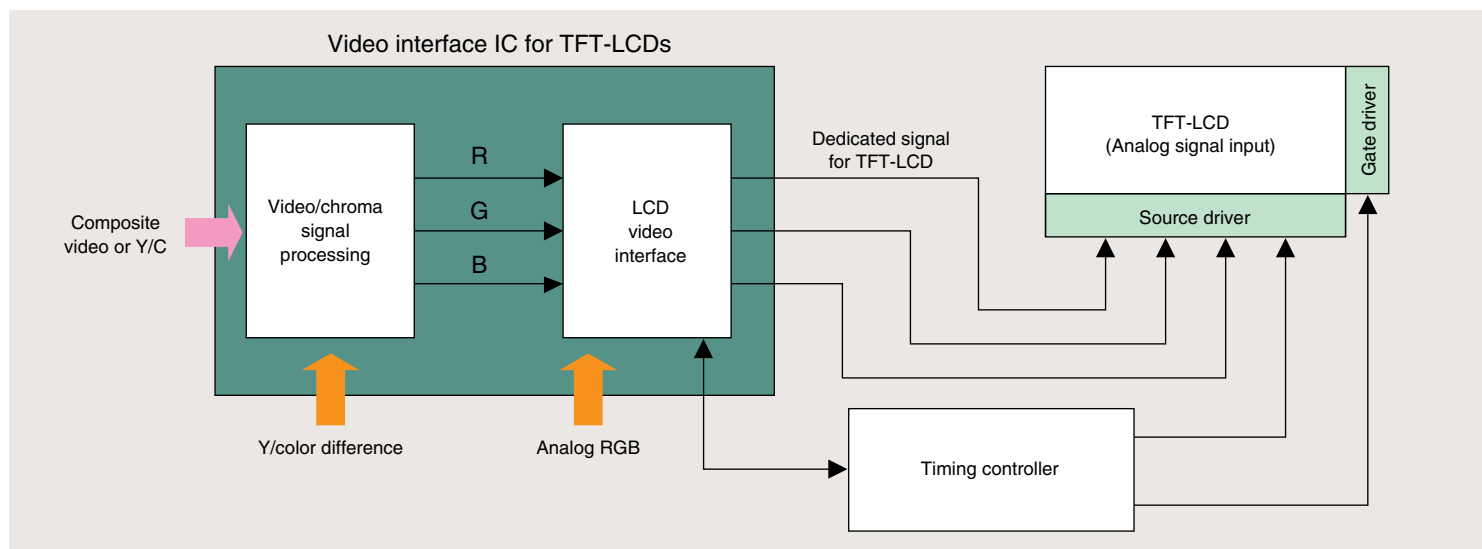 Video interface IC for TFT-LCDs
Composite
video or Y/C
Video/chroma
signal
processing
R
G
B
LCD
video
interface
Dedicated signal
for TFT-LCD
TFT-LCD
(Analog signal input)
Gate driver
Source driver
Y/color difference
Analog RGB
Timing controller